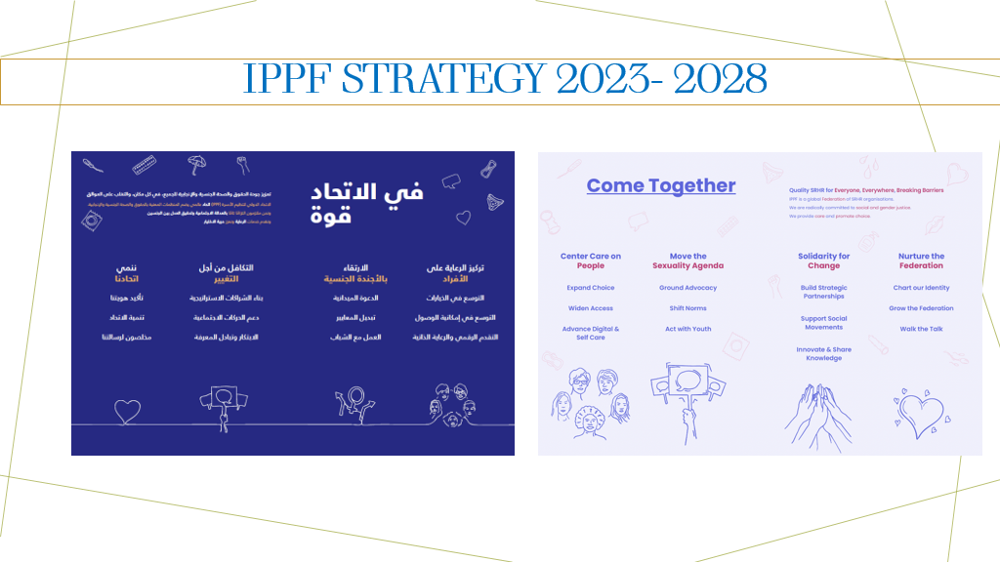 IPPF STRATEGY 2023- 2028
في الاتحاد
قوة
تركيز الرعاية على
الأفراد
التوسع في الخيارات
التوسع في إمكانية الوصول
التقدم الرقمي والرعاية الذاتية
الارتقاء
بالأجندة الجنسية
الدعوة الميدانية
تبديل المعايير
العمل مع الشباب
التكافل من أجل
التغيير
بناء الشراكات الاستراتيجية
دعم الحركات الاجتماعية
الابتكار وتبادل المعرفة
ننمي
اتحادنا
تأكيد هويتنا
تنمية الاتحاد
مخلصون لرسالتنا
Come Together
Quality SRHR for Everyone, Everywhere, Breaking Barriers
IPPF is a global federation of SRHR organisations.
We are radically committed to social and gender justice.
We provide care and promote choice.
Center Care on
People
Expand Choice
Widen Access
Advance Digital &
Self Care
Move the
Sexuality Agenda
Ground Advocacy
Shift Norms
Act with Youth
Solidarity for
Change
Build Strategic
Partnerships
Support Social
Movements
Innovate & Share
Knowledge
Nurture the
Federation
Chart our Identity
Grow the Federation
Walk the Talk